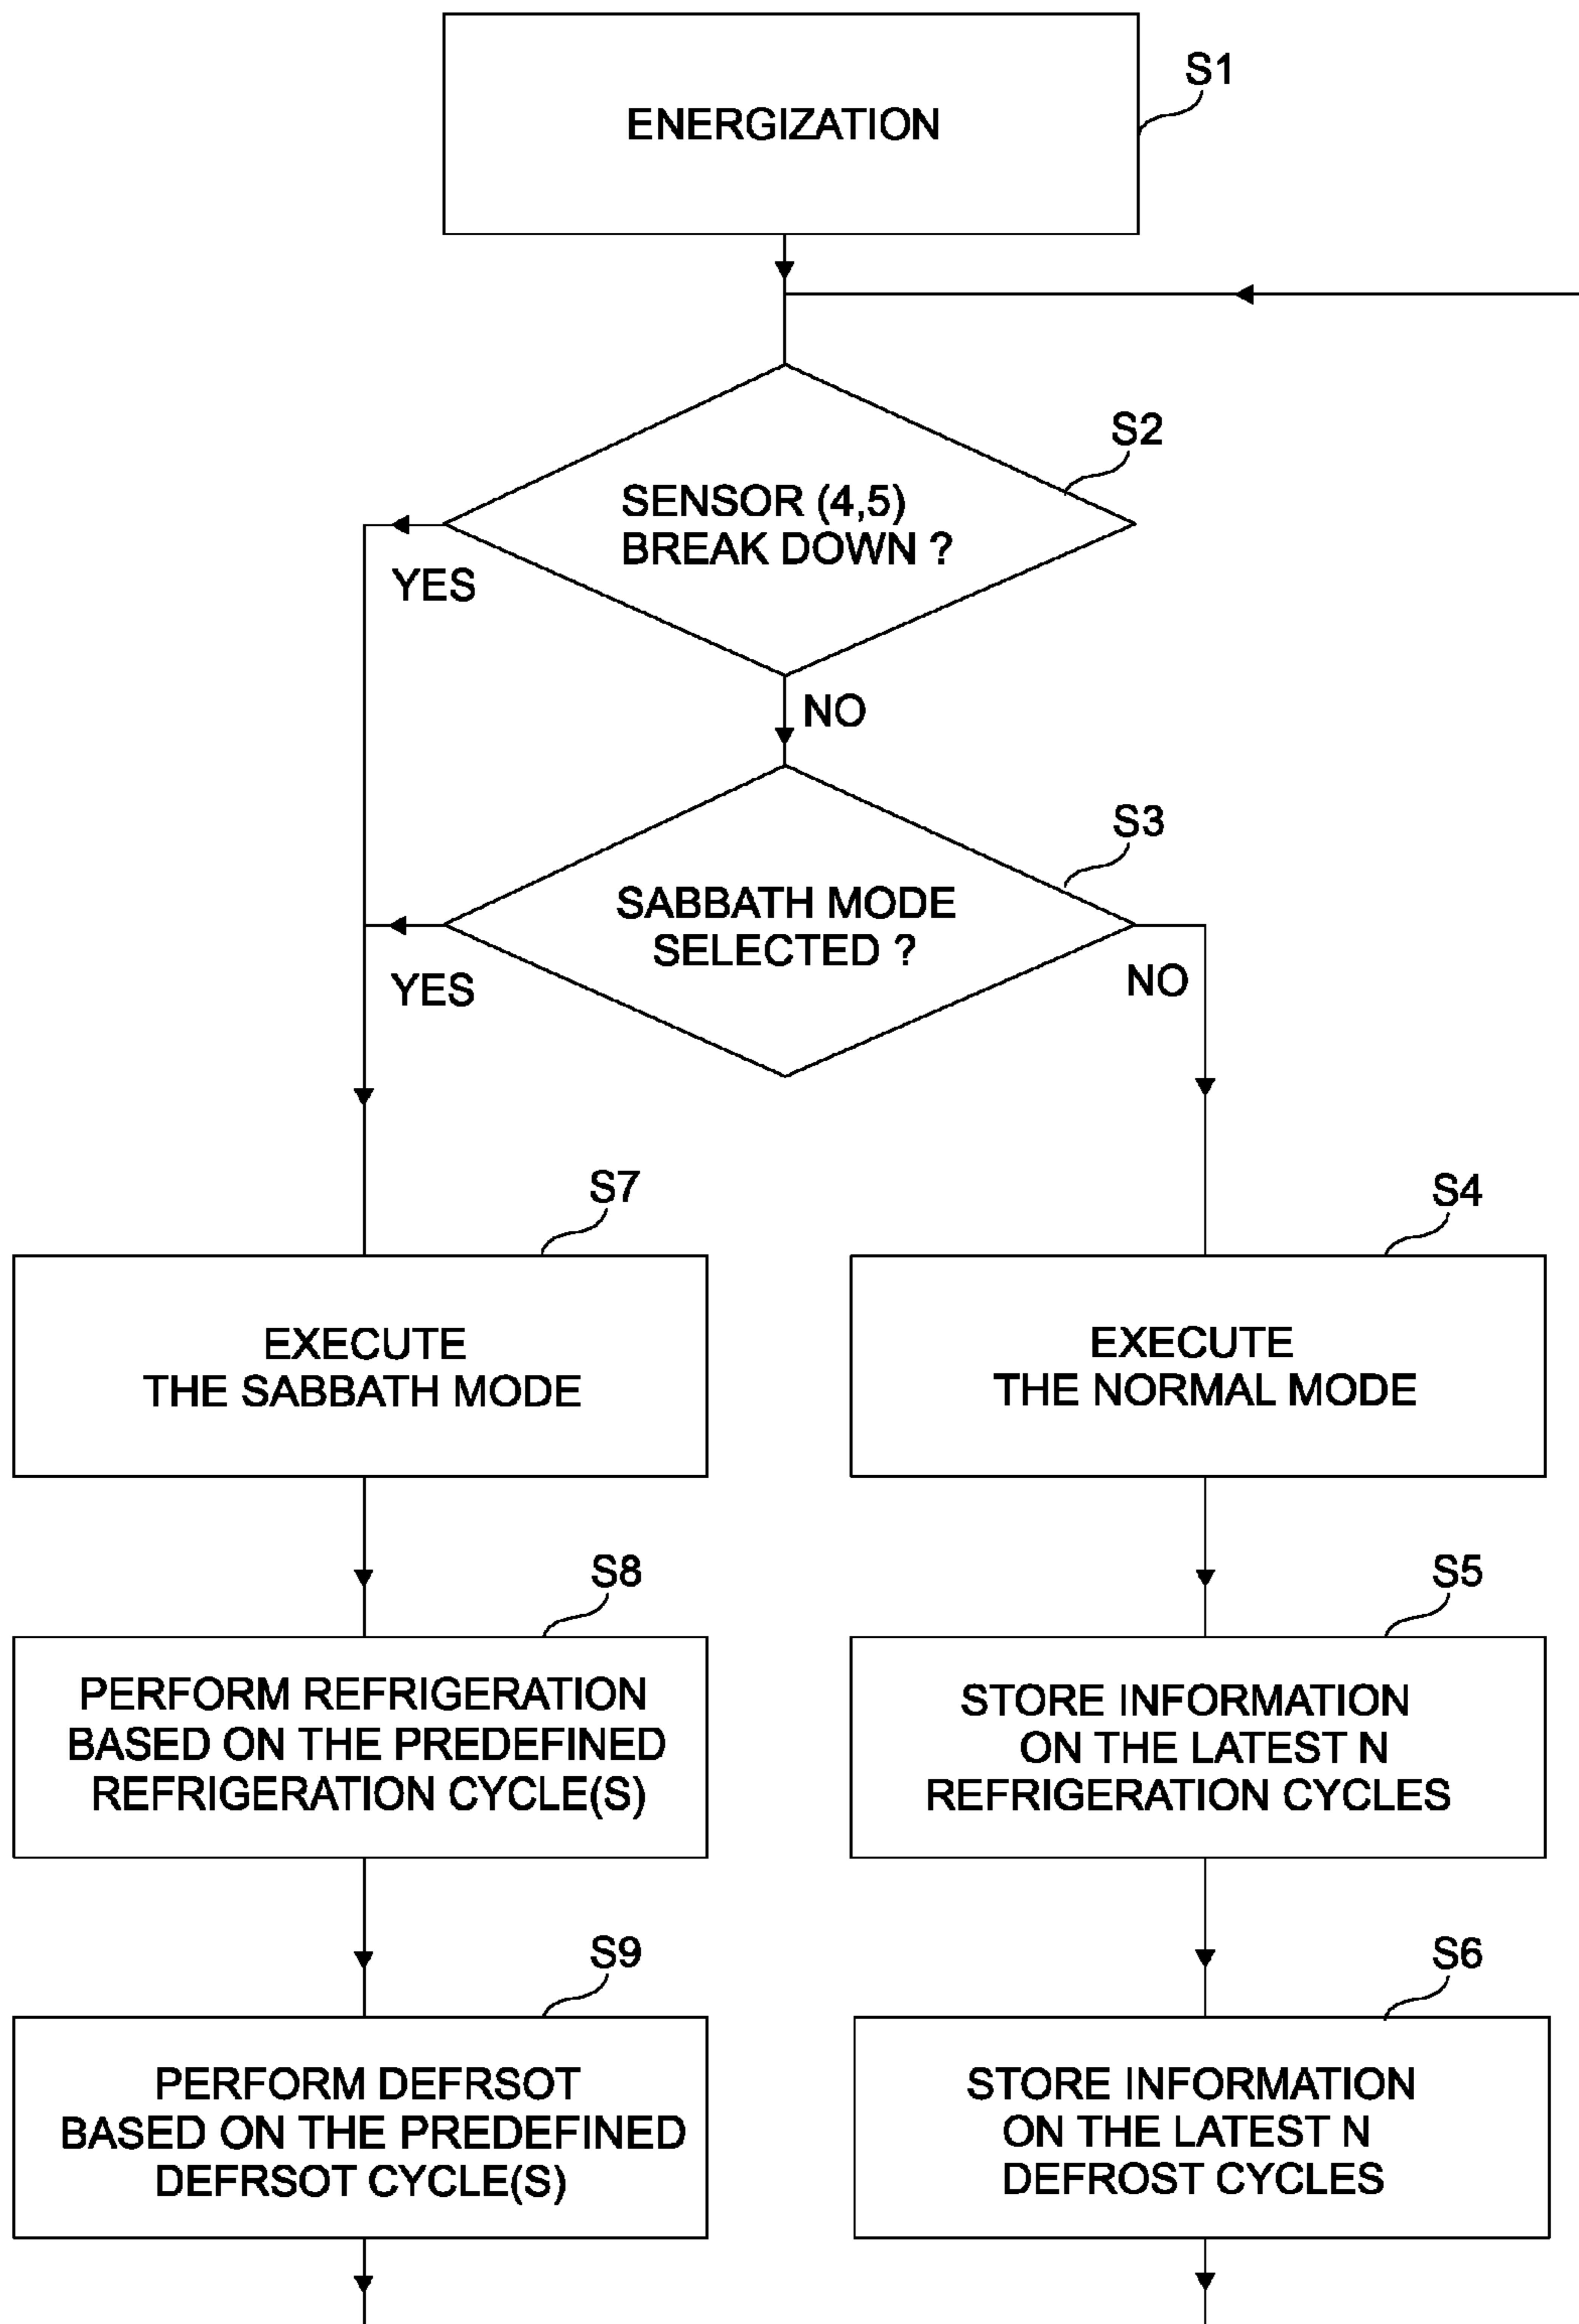 ENERGIZATION
S1
S2
SENSOR (4,5)
BREAK DOWN ?
YES
NO
S3
SABBATH MODE
SELECTED ?
YES
NO
S7
EXECUTE
THE SABBATH MODE
S4
EXECUTE
THE NORMAL MODE
S8
PERFORM REFRIGERATION
BASED ON THE PREDEFINED
REFRIGERATION CYCLE(S)
S5
STORE INFORMATION
ON THE LATEST N
REFRIGERATION CYCLES
S9
PERFORM DEFRSOT
BASED ON THE PREDEFINED
DEFRSOT CYCLE(S)
S6
STORE INFORMATION
ON THE LATEST N
DEFROST CYCLES